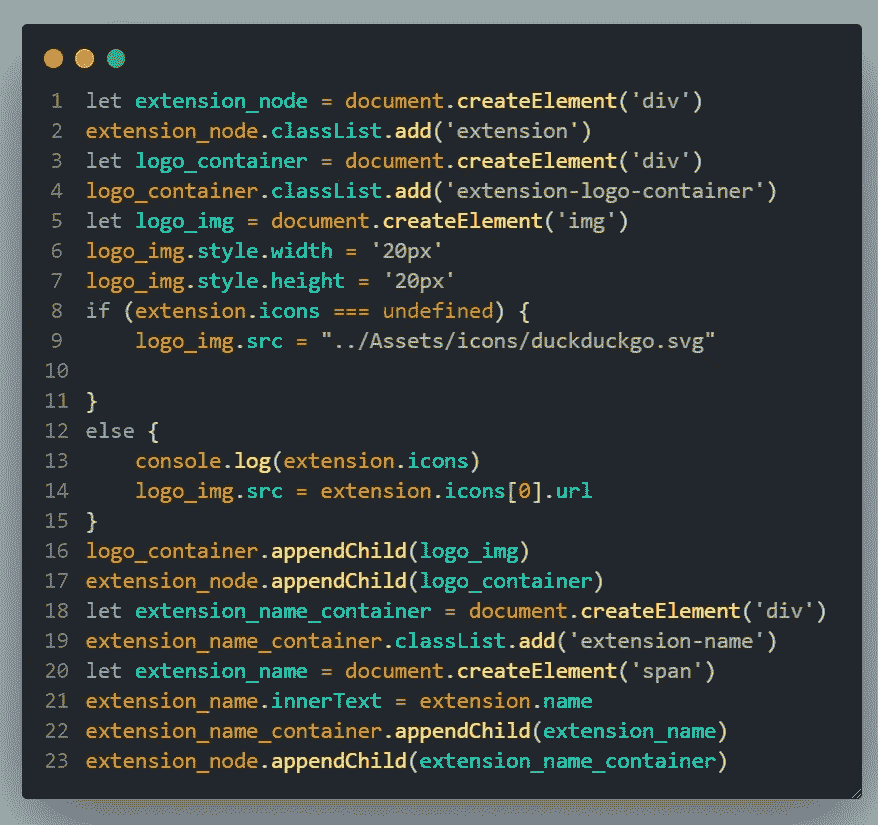 1 let extension_node = document.createElement('div')
2 extension_node.classList.add('extension')
3 let logo_container = document.createElement('div')
4 logo_container.classList.add('extension-logo-container')
5 let logo_img = document.createElement('img')
6 logo_img.style.width = '20px'
7 logo_img.style.height = '20px'
8 if (extension.icons === undefined) {
9     logo_img.src = "../Assets/icons/duckduckgo.svg"
10
11 }
12 else {
13     console.log(extension.icons)
14     logo_img.src = extension.icons[0].url
15 }
16 logo_container.appendChild(logo_img)
17 extension_node.appendChild(logo_container)
18 let extension_name_container = document.createElement('div')
19 extension_name_container.classList.add('extension-name')
20 let extension_name = document.createElement('span')
21 extension_name.innerText = extension.name
22 extension_name_container.appendChild(extension_name)
23 extension_node.appendChild(extension_name_container)